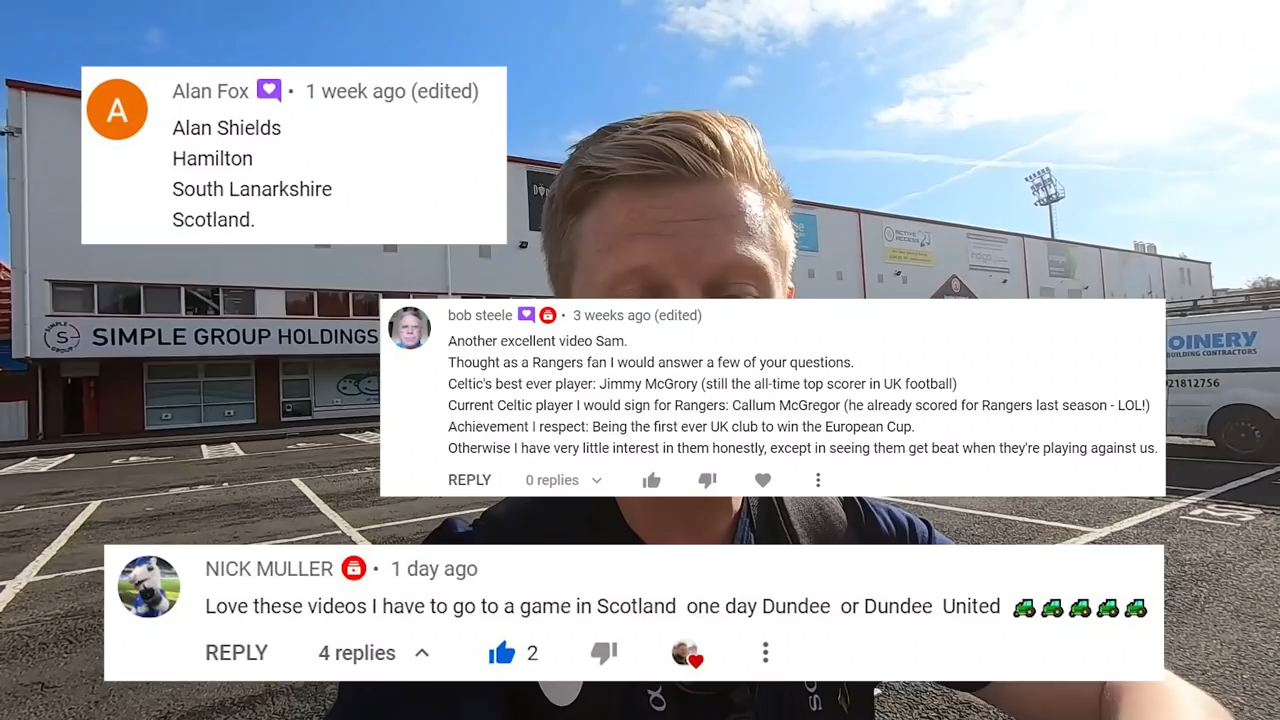 A
Alan Fox • 1 week ago (edited)
Alan Shields
Hamilton
South Lanarkshire
Scotland.
SIMPLE
S
GROUP
SIMPLE GROUP HOLDINGS
ACTIVE
ACCESS
indigo
bob steele • 3 weeks ago (edited)
Another excellent video Sam.
Thought as a Rangers fan I would answer a few of your questions.
Celtic's best ever player: Jimmy McGrory (still the all-time top scorer in UK football)
Current Celtic player I would sign for Rangers: Callum McGregor (he already scored for Rangers last season - LOL!)
Achievement I respect: Being the first ever UK club to win the European Cup.
Otherwise I have very little interest in them honestly, except in seeing them get beat when they're playing against us.
REPLY 0 replies
OINERY
BUILDING CONTRACTORS
021812756
NICK MULLER • 1 day ago
Love these videos I have to go to a game in Scotland one day Dundee or Dundee United 🚜🚜🚜🚜🚜
REPLY 4 replies 2